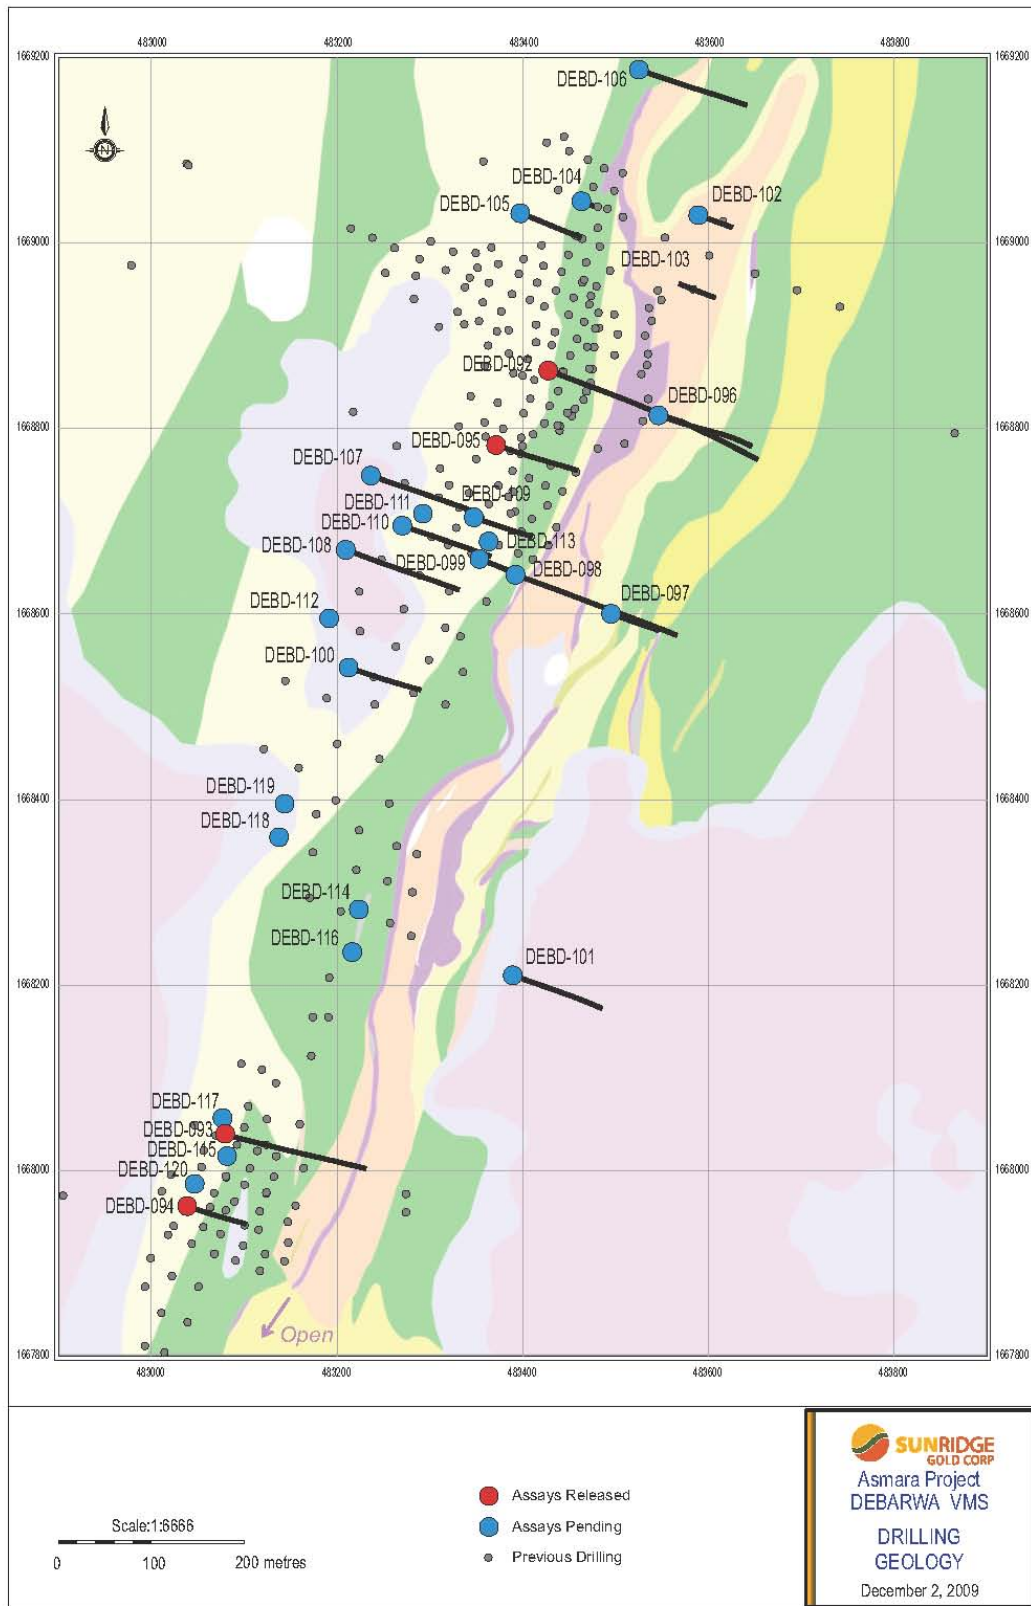 483000 483200 483400 483600 483800
1669200 1669200
DEBD-106
N
DEBD-104
DEBD-105
DEBD-102
1669000 1669000
DEBD-103
DEBD-092
DEBD-096
1668800 1668800
DEBD-095
DEBD-107
DEBD-109
DEBD-111
DEBD-110
DEBD-113
DEBD-108
DEBD-099
DEBD-098
DEBD-112
DEBD-097
1668600 1668600
DEBD-100
DEBD-119
1668400 1668400
DEBD-118
DEBD-114
DEBD-116
DEBD-101
1668200 1668200
DEBD-117
DEBD-093
DEBD-115
1668000 1668000
DEBD-120
DEBD-094
Open
1667800 1667800
483000 483200 483400 483600 483800
Scale:1:6666
0 100 200 metres
Assays Released
Assays Pending
Previous Drilling
SUNRIDGE
GOLD CORP
Asmara Project
DEBARWA VMS
DRILLING
GEOLOGY
December 2, 2009